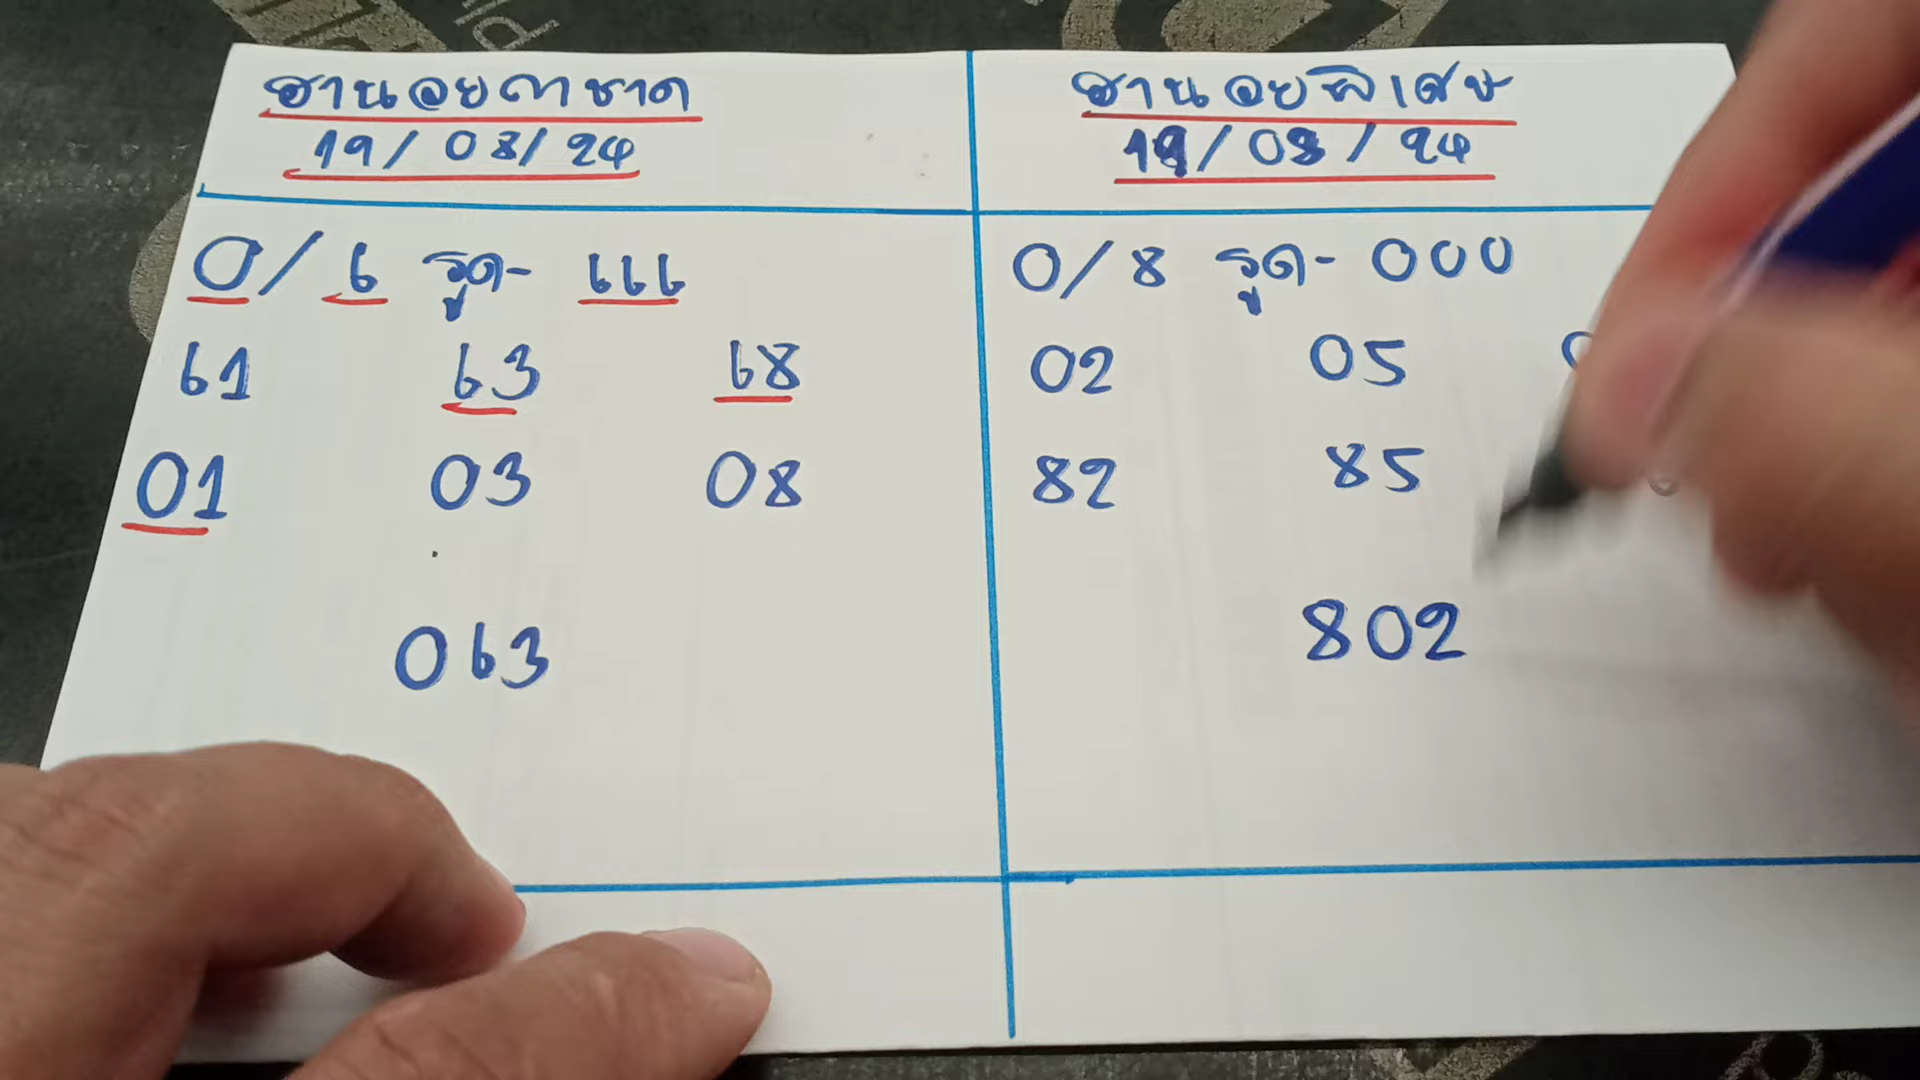 ฮานอยกาชาด
19/08/24
0/6 รูด- 666
61 63 68
01 03 08
063
ฮานอยพิเศษ
19/08/24
0/8 รูด- 000
02 05
82 85
802